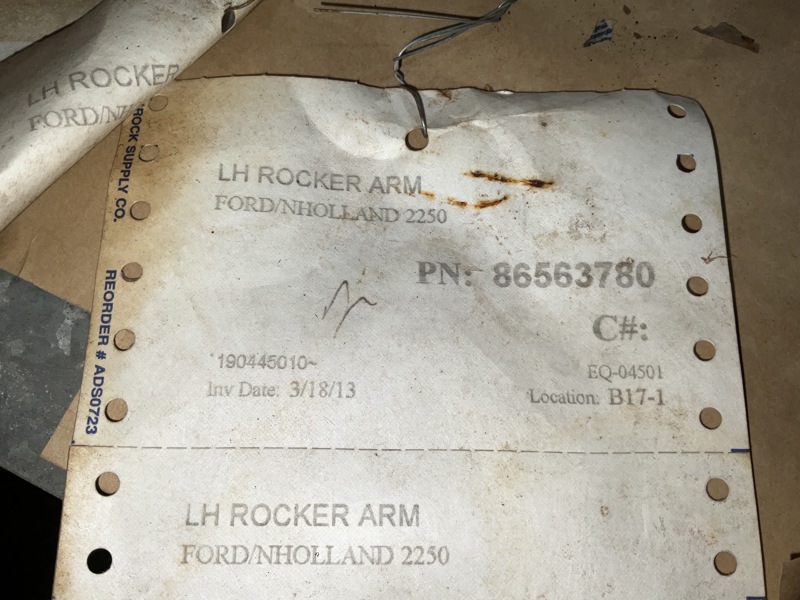 LH ROCKER
FORD/N
ROCK SUPPLY CO.
REORDER # ADS0723
LH ROCKER ARM
FORD/NHOLLAND 2250
PN: 86563780
C#:
190445010~
EQ-04501
Inv Date: 3/18/13
Location: B17-1
LH ROCKER ARM
FORD/NHOLLAND 2250